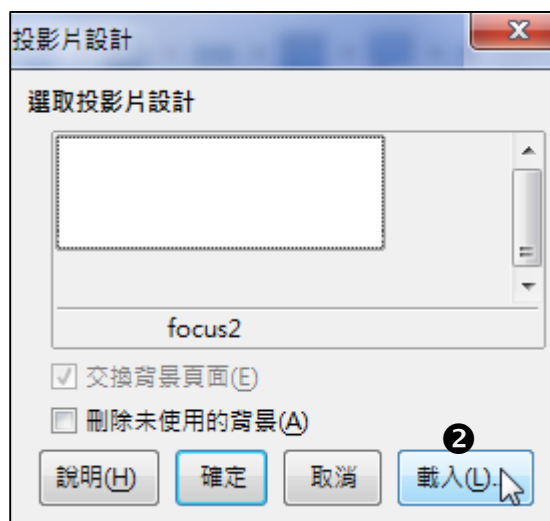 投影片設計
選取投影片設計
focus2
交換背景頁面(E)
刪除未使用的背景(A)
❷
說明(H) 確定 取消 載入(L)...